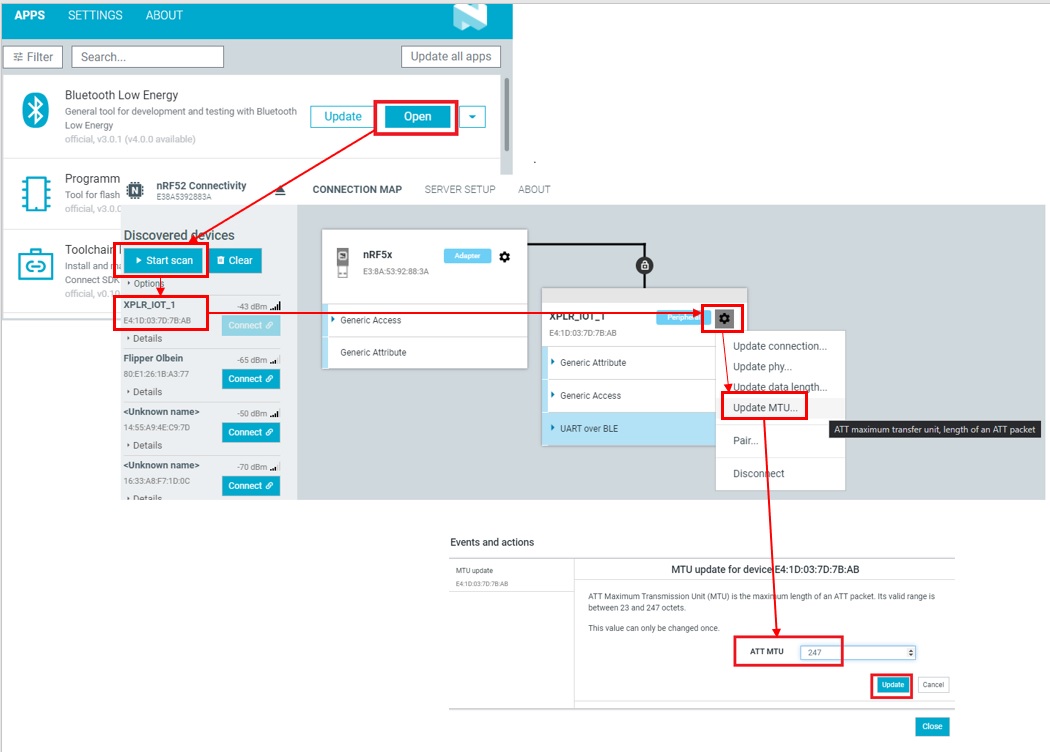 APPS SETTINGS ABOUT
Filter Search... Update all apps
Bluetooth Low Energy
General tool for development and testing with Bluetooth
Low Energy
official, v3.0.1 (v4.0.0 available)
Update Open
Programm
Tool for flash
official, v3.0.0
Toolchain
Install and
Connect SDK
official, v0.10
N nRF52 Connectivity
E38A5392883A
CONNECTION MAP SERVER SETUP ABOUT
Discovered devices
Start scan Clear
Options
XPLR_IOT_1 -43 dBm
E4:1D:03:7D:7B:AB Connect
Details
Flipper Olbein -65 dBm
80:E1:26:1B:A3:77 Connect
Details
<Unknown name> -50 dBm
14:55:A9:4E:C9:7D Connect
Details
<Unknown name> -70 dBm
16:33:A8:F7:1D:0C Connect
Details
nRF5x Adapter
E3:8A:53:92:88:3A
Generic Access
Generic Attribute
XPLR_IOT_1 Peripheral
E4:1D:03:7D:7B:AB
Generic Attribute
Generic Access
UART over BLE
Update connection...
Update phy...
Update data length...
Update MTU...
ATT maximum transfer unit, length of an ATT packet
Pair...
Disconnect
Events and actions
MTU update
E4:1D:03:7D:7B:AB
MTU update for device E4:1D:03:7D:7B:AB
ATT Maximum Transmission Unit (MTU) is the maximum length of an ATT packet. Its valid range is
between 23 and 247 octets.
This value can only be changed once.
ATT MTU 247
Update Cancel
Close